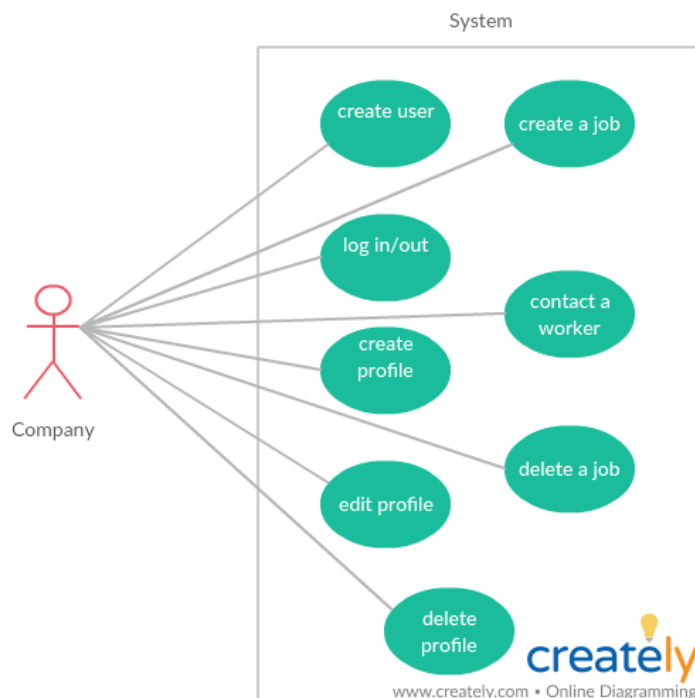 System
create user
create a job
log in/out
contact a
worker
create
profile
Company
delete a job
edit profile
delete
profile
creately
www.creately.com • Online Diagramming